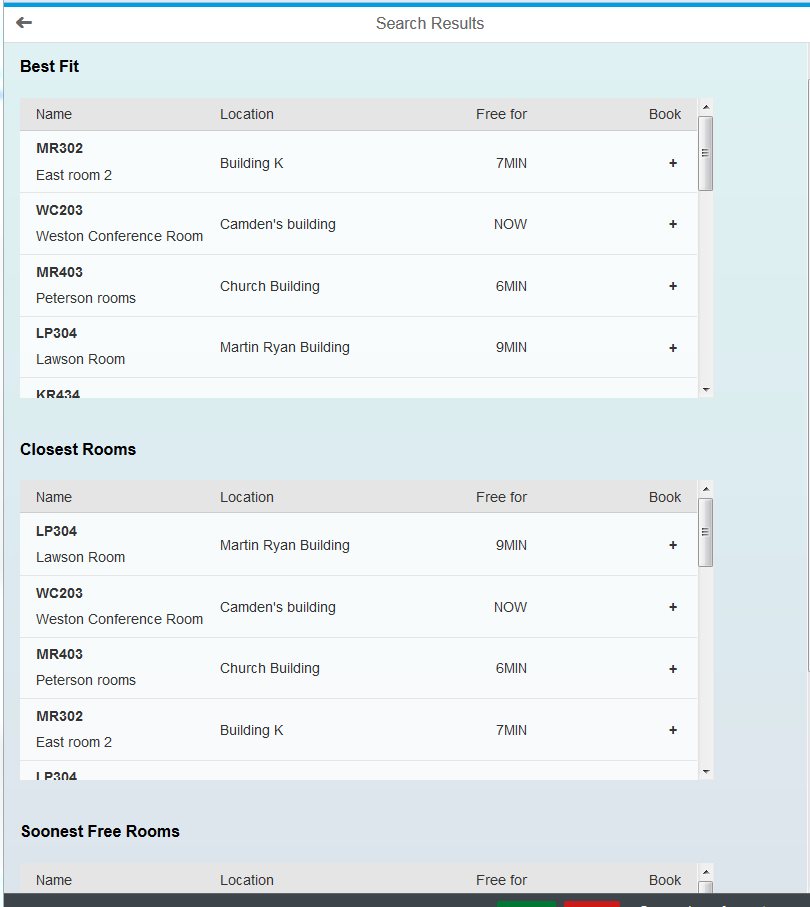 Search Results
Best Fit
Name Location Free for Book
MR302
East room 2
Building K 7MIN +
WC203
Weston Conference Room
Camden's building NOW +
MR403
Peterson rooms
Church Building 6MIN +
LP304
Lawson Room
Martin Ryan Building 9MIN +
KR434
Closest Rooms
Name Location Free for Book
LP304
Lawson Room
Martin Ryan Building 9MIN +
WC203
Weston Conference Room
Camden's building NOW +
MR403
Peterson rooms
Church Building 6MIN +
MR302
East room 2
Building K 7MIN +
LP304
Soonest Free Rooms
Name Location Free for Book